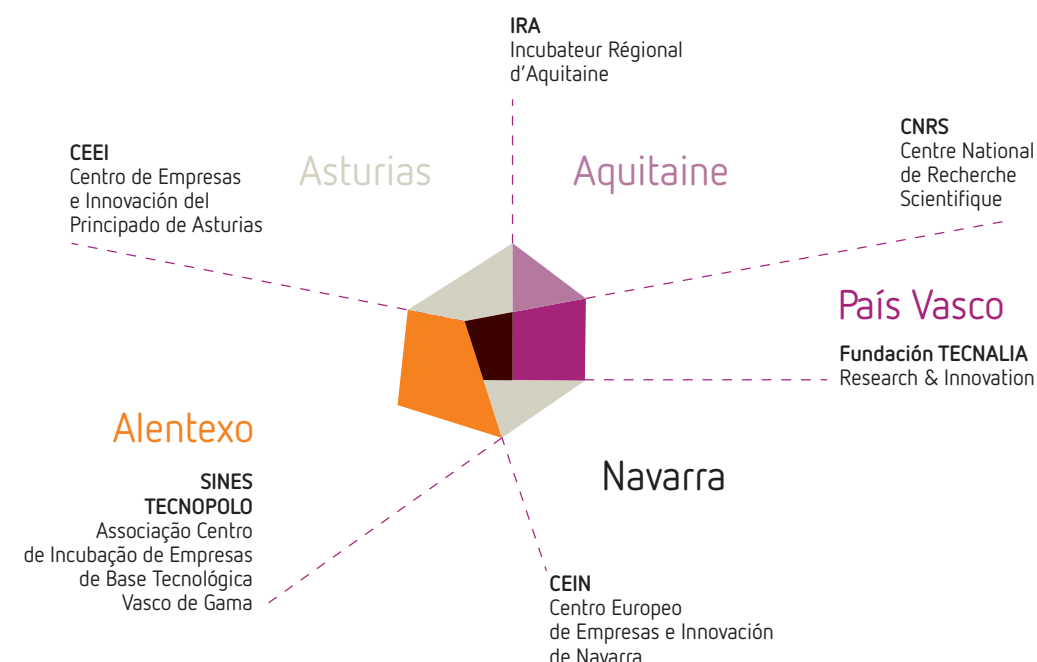 IRA
Incubateur Régional
d'Aquitaine
CEEI
Centro de Empresas
e Innovación del
Principado de Asturias
Asturias
Aquitaine
CNRS
Centre National
de Recherche
Scientifique
País Vasco
Fundación TECNALIA
Research & Innovation
Alentexo
SINES
TECNOPOLO
Associação Centro
de Incubação de Empresas
de Base Tecnológica
Vasco de Gama
Navarra
CEIN
Centro Europeo
de Empresas e Innovación
de Navarra